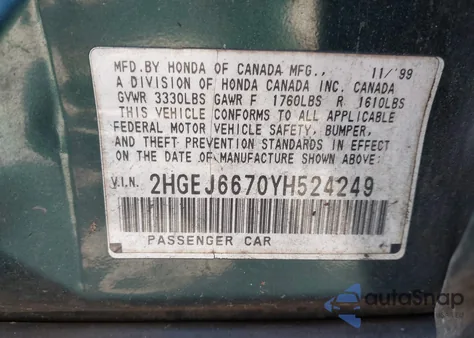 MFD.BY HONDA OF CANADA MFG., 11/'99
A DIVISION OF HONDA CANADA INC. CANADA
GVWR 3330LBS GAWR F 1760LBS R 1610LBS
THIS VEHICLE CONFORMS TO ALL APPLICABLE
FEDERAL MOTOR VEHICLE SAFETY, BUMPER,
AND THEFT PREVENTION STANDARDS IN EFFECT
ON THE DATE OF MANUFACTURE SHOWN ABOVE:
V.I.N. 2HGEJ6670YH524249
PASSENGER CAR
autoSnap